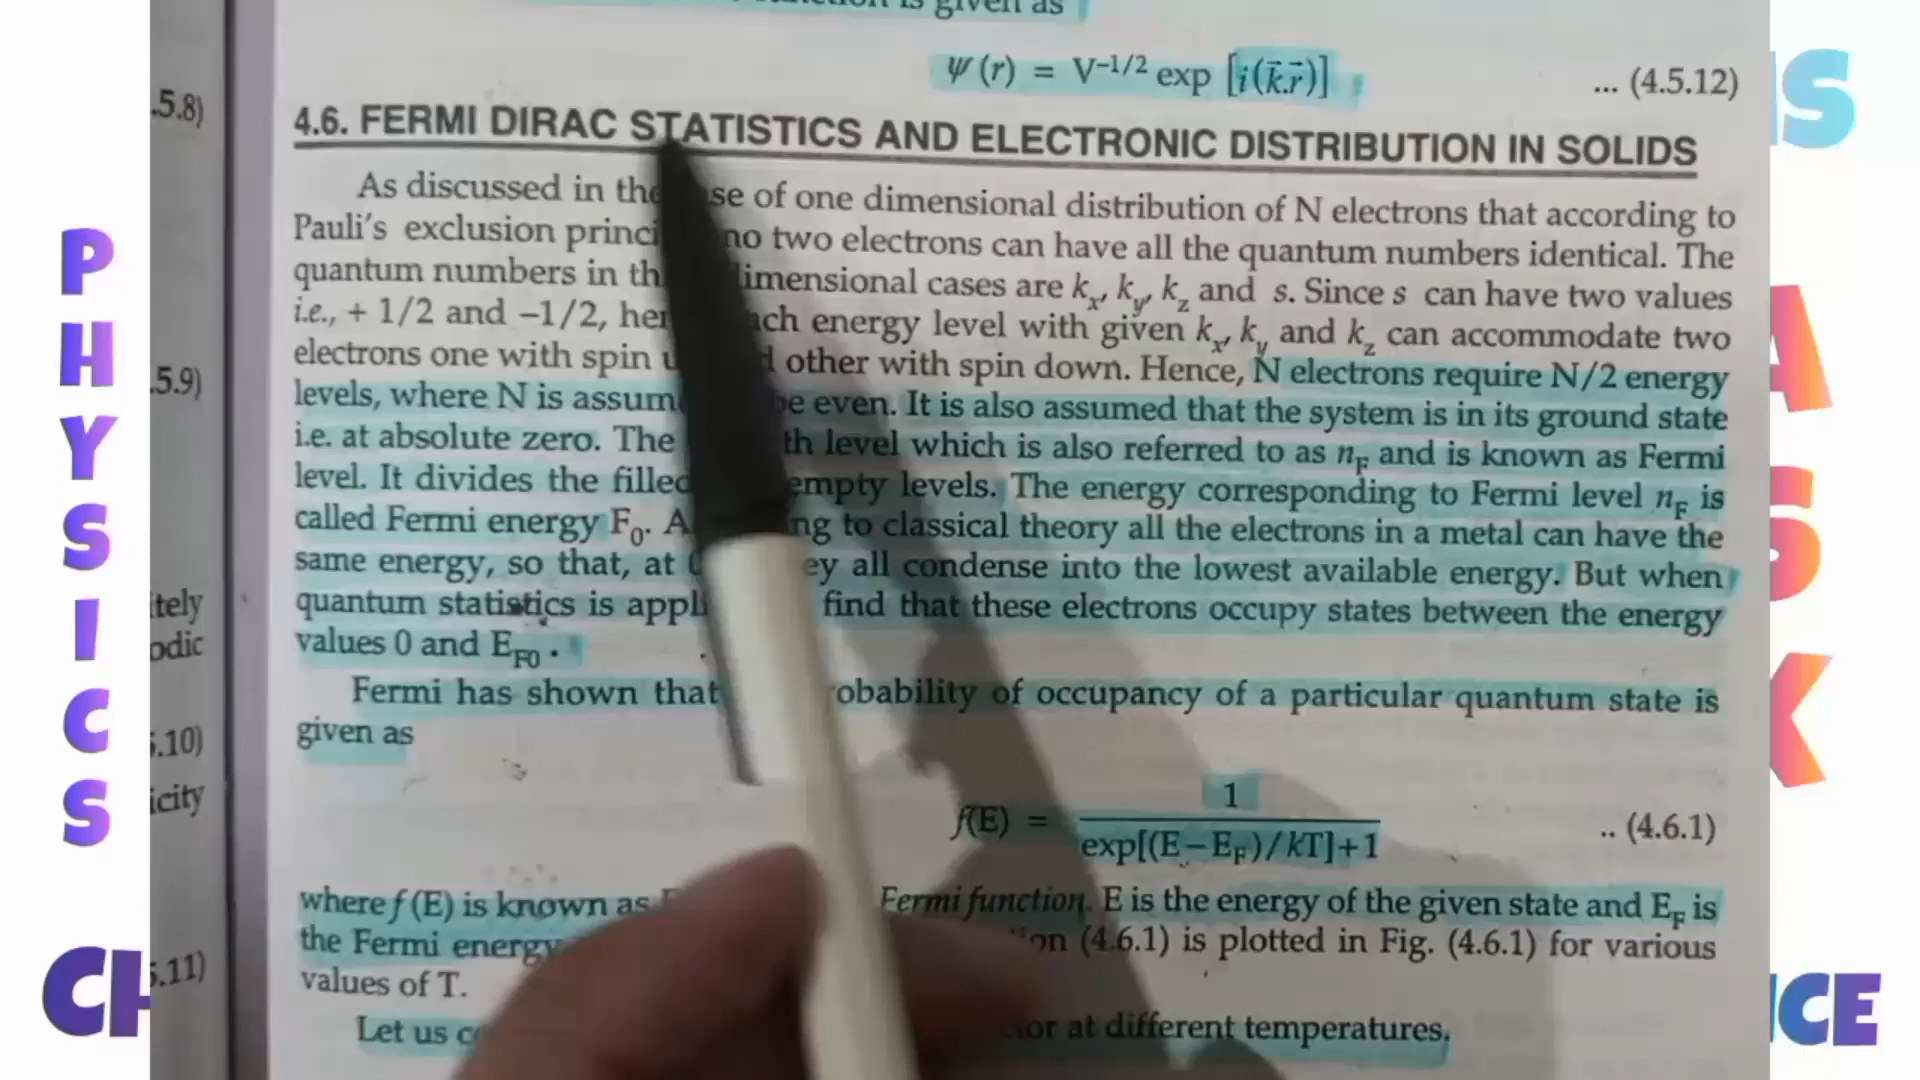 is given as
ψ (r) = V–1/2 exp [i(k⃗.r⃗)] ... (4.5.12)
4.6. FERMI DIRAC STATISTICS AND ELECTRONIC DISTRIBUTION IN SOLIDS
As discussed in the se of one dimensional distribution of N electrons that according to
Pauli's exclusion princi no two electrons can have all the quantum numbers identical. The
quantum numbers in th imensional cases are kx, ky, kz and s. Since s can have two values
i.e., + 1/2 and –1/2, her ch energy level with given kx, ky and kz can accommodate two
electrons one with spin u d other with spin down. Hence, N electrons require N/2 energy
levels, where N is assum be even. It is also assumed that the system is in its ground state
i.e. at absolute zero. The th level which is also referred to as nF and is known as Fermi
level. It divides the filled empty levels. The energy corresponding to Fermi level nF is
called Fermi energy F0. A ng to classical theory all the electrons in a metal can have the
same energy, so that, at 0 ey all condense into the lowest available energy. But when
quantum statistics is appl find that these electrons occupy states between the energy
values 0 and EF0 .
Fermi has shown that obability of occupancy of a particular quantum state is
given as
f(E) = 1 / exp[(E–EF)/kT]+1 .. (4.6.1)
where f (E) is known as Fermi function. E is the energy of the given state and EF is
the Fermi energy on (4.6.1) is plotted in Fig. (4.6.1) for various
values of T.
Let us c ior at different temperatures.
.5.8)
.5.9)
tely
odic
.10)
icity
.11)
PHYSICS
CH
S
A
S
K
CE